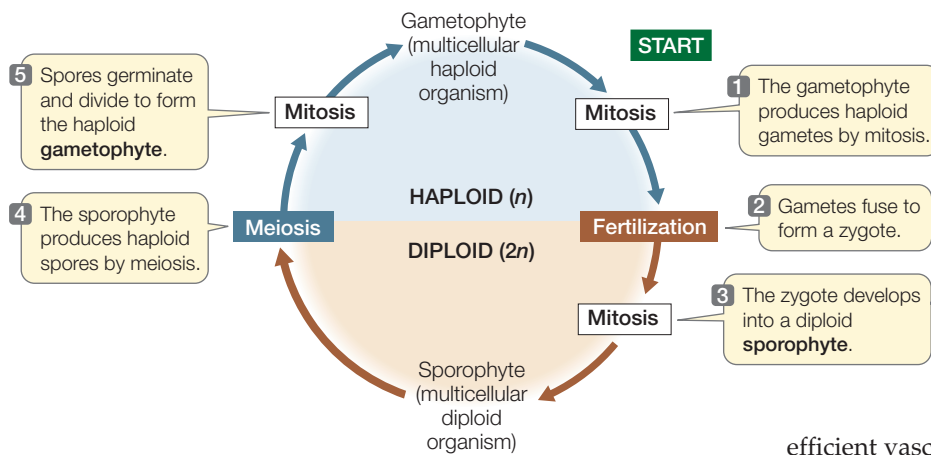 Gametophyte
(multicellular
haploid
organism)
START
Mitosis
1 The gametophyte
produces haploid
gametes by mitosis.
Fertilization
2 Gametes fuse to
form a zygote.
Mitosis
3 The zygote develops
into a diploid
sporophyte.
Sporophyte
(multicellular
diploid
organism)
Meiosis
4 The sporophyte
produces haploid
spores by meiosis.
Mitosis
5 Spores germinate
and divide to form
the haploid
gametophyte.
HAPLOID (n)
DIPLOID (2n)
efficient vasc